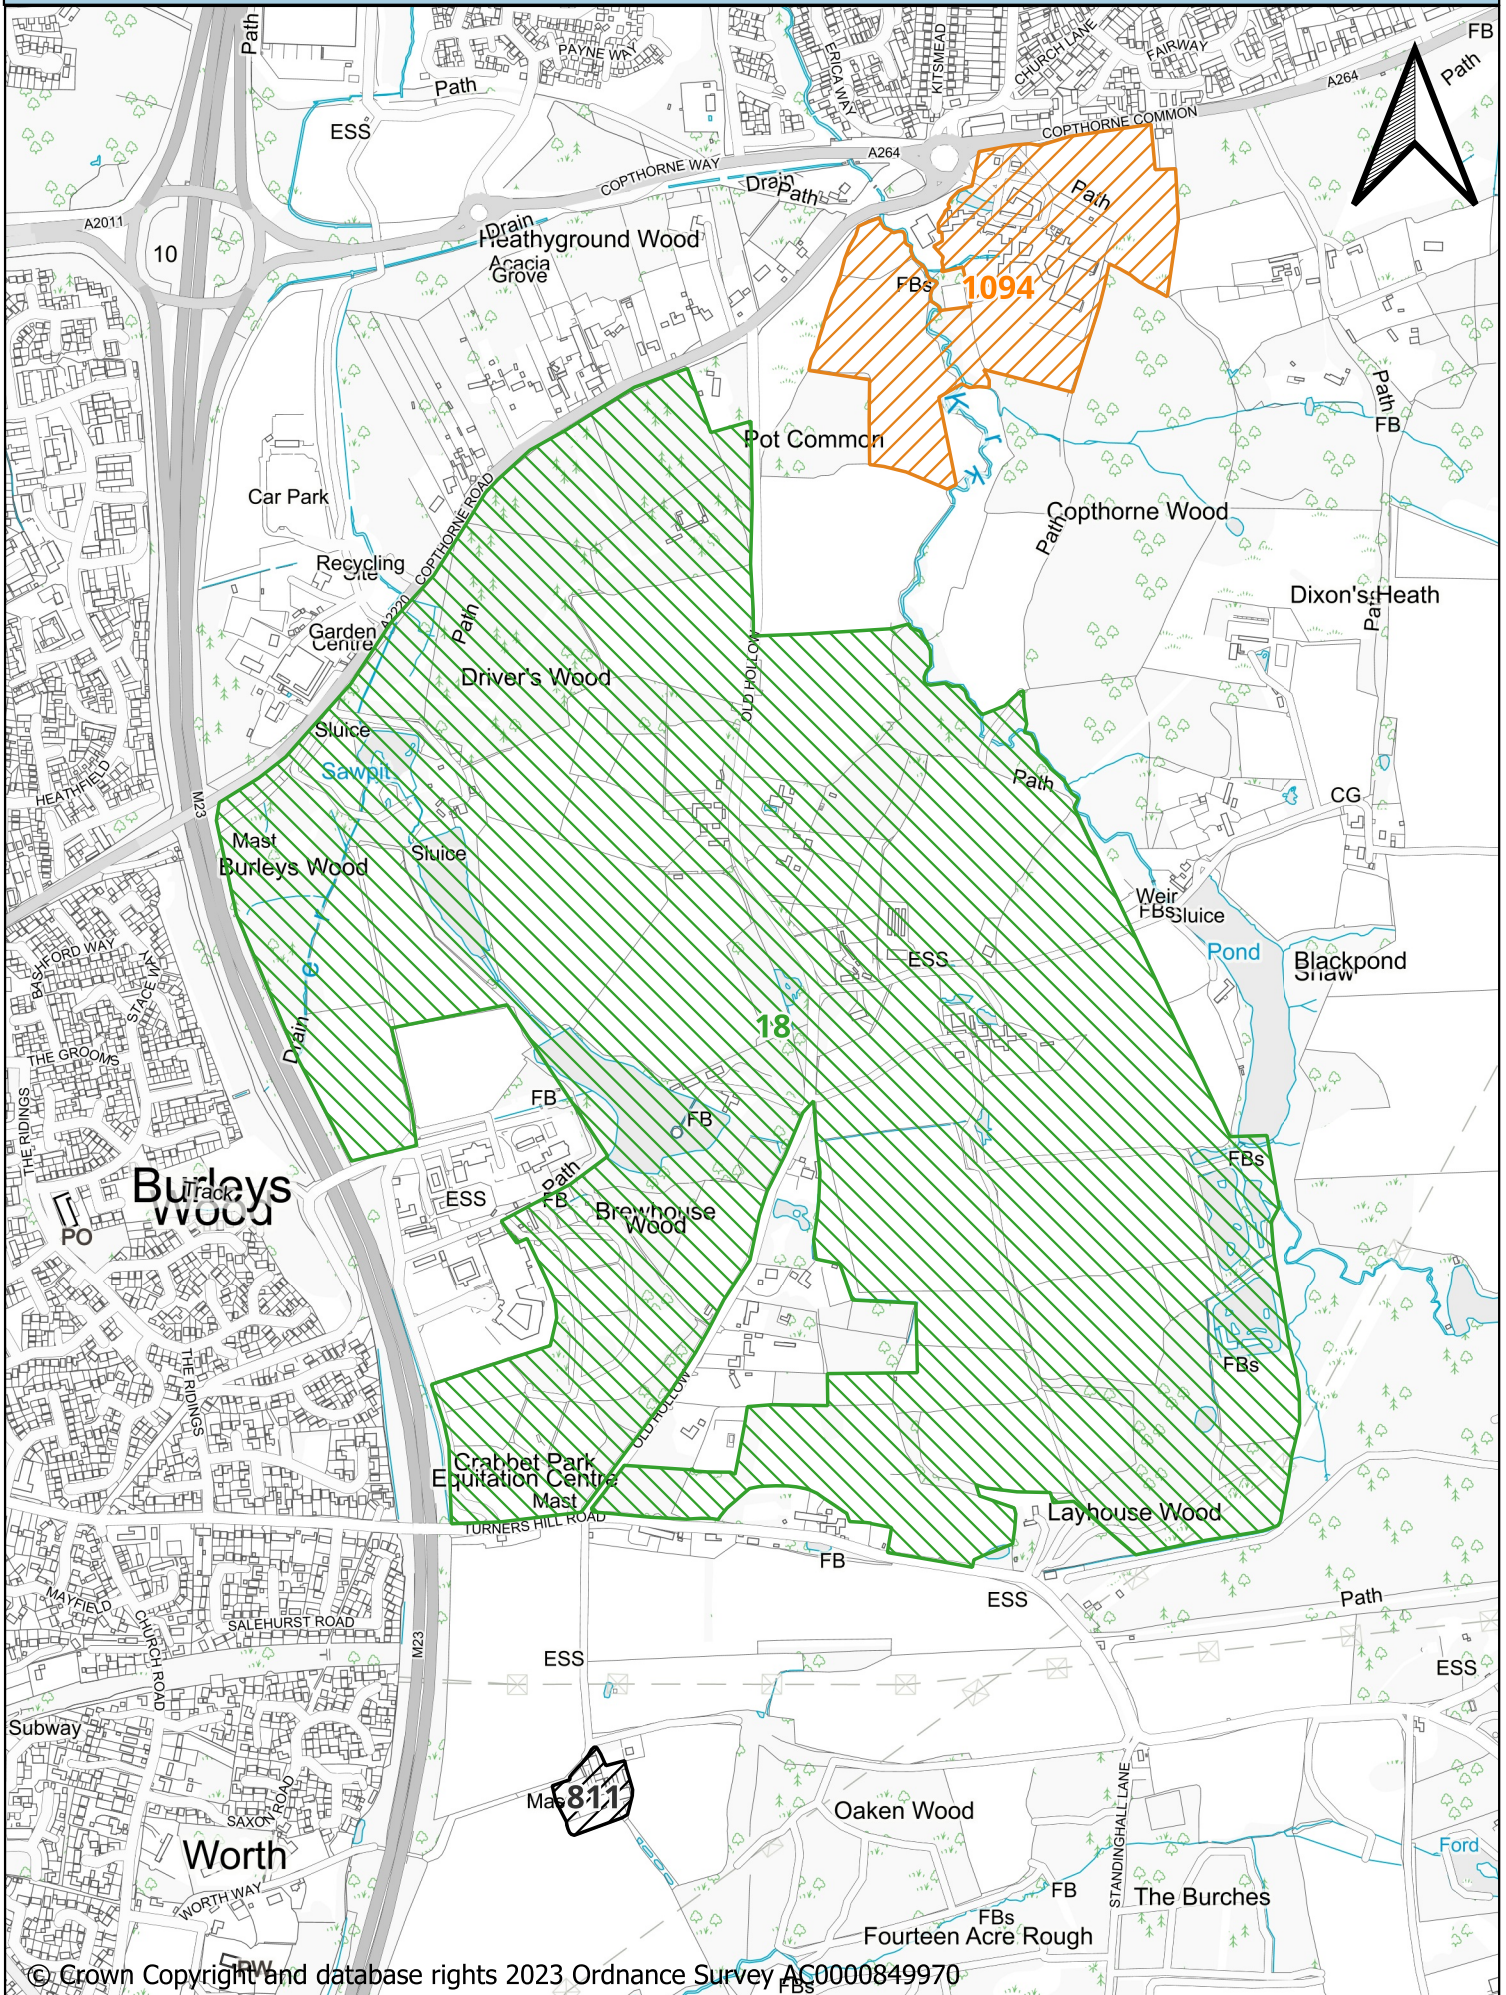 Path
PAYNE WAY
ERICA WAY
KITSMEAD
CHURCH LANE
FAIRWAY
FB
Path
A264
Path
ESS
COPTHORNE COMMON
A264
COPTHORNE WAY
Drain
Path
Path
A2011
10
Drain
Heathyground Wood
Acacia
Grove
FBs
1094
Path
FB
Kirk
Pot Common
Car Park
COPTHORNE ROAD
Copthorne Wood
Path
Recycling
Site
A2220
Dixon's Heath
Path
Garden
Centre
Path
Driver's Wood
OLD HOLLOW
Sluice
Sawpit
HEATHFIELD
M23
Path
CG
Mast
Burleys Wood
Sluice
Weir
FBs
Sluice
Pond
BASHFORD WAY
STACE WAY
ESS
Blackpond
Shaw
Drain
18
THE GROOMS
THE RIDINGS
FB
FB
Burleys
Wood
Track
PO
Path
ESS
FB
Brewhouse
Wood
FBs
THE RIDINGS
FBs
OLD HOLLOW
Crabbet Park
Equitation Centre
Mast
TURNERS HILL ROAD
Layhouse Wood
FB
ESS
Path
MAYFIELD
CHURCH ROAD
SALEHURST ROAD
M23
ESS
ESS
Subway
811
SAXON ROAD
Oaken Wood
STANDINGHALL LANE
Ford
Worth
WORTH WAY
FB
The Burches
FBs
Fourteen Acre Rough
PW
© Crown Copyright and database rights 2023 Ordnance Survey AC0000849970
FBs